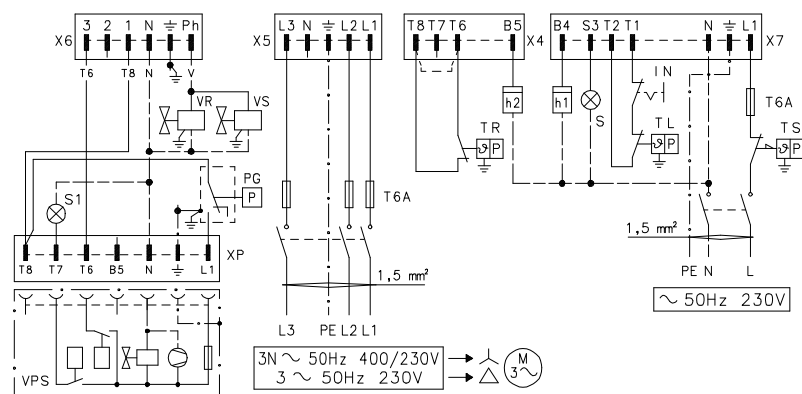 3 2 1 N Ph
X6
T6 T8 N V
VR VS
PG
P
S1
XP
T8 T7 T6 B5 N L1
VPS
L3 N L2 L1
X5
T6A
1,5 mm²
L3 PE L2 L1
3N ~ 50Hz 400/230V
3 ~ 50Hz 230V
M
3~
T8 T7 T6 B5
X4
h2
TR
ϑ P
B4 S3 T2 T1 N L1
X7
h1
S
IN
TL
ϑ P
T6A
TS
ϑ P
1,5 mm²
PE N L
~ 50Hz 230V